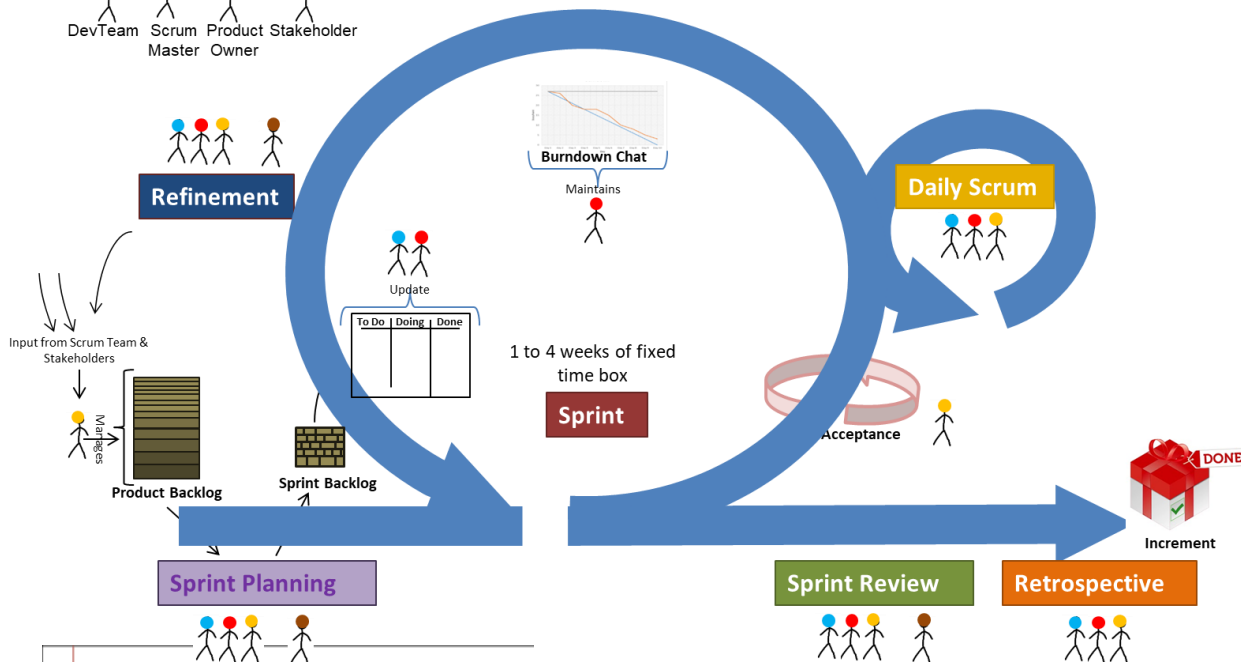 DevTeam Scrum Product Stakeholder
Master Owner
Burndown Chat
Maintains
Refinement
Daily Scrum
Update
To Do Doing Done
Input from Scrum Team &
Stakeholders
1 to 4 weeks of fixed
time box
Sprint
Manages
Acceptance
DONE
Product Backlog
Sprint Backlog
Increment
Sprint Planning
Sprint Review
Retrospective